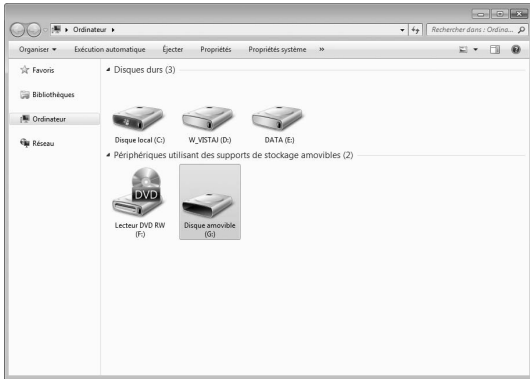 Ordinateur
Rechercher dans : Ordina...
Organiser
Exécution automatique
Éjecter
Propriétés
Propriétés système
»
Favoris
Bibliothèques
Ordinateur
Réseau
Disques durs (3)
Disque local (C:)
W_VISTAJ (D:)
DATA (E:)
Périphériques utilisant des supports de stockage amovibles (2)
DVD
Lecteur DVD RW
(F:)
Disque amovible
(G:)